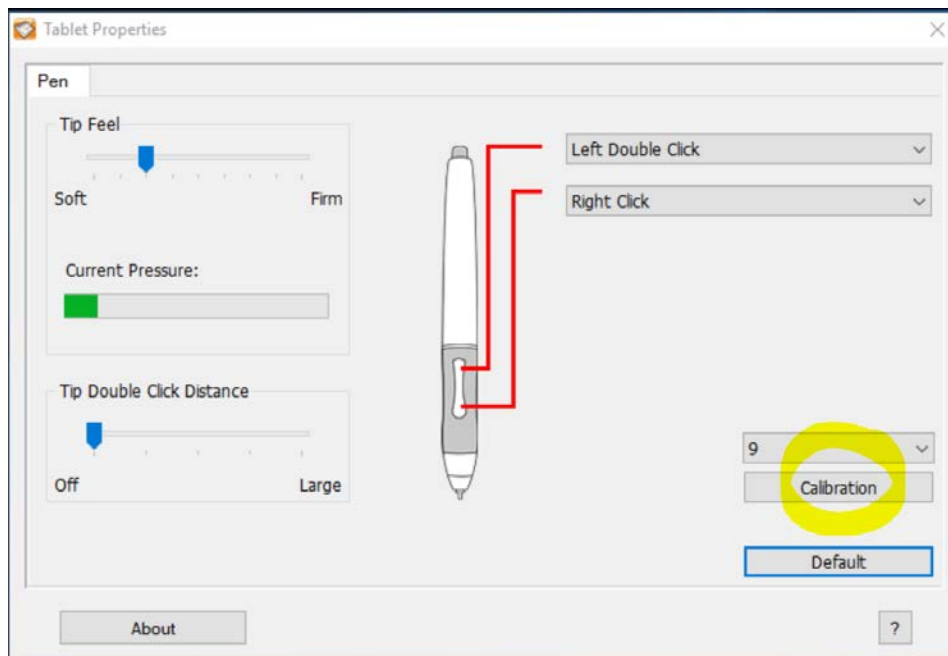 Tablet Properties
Pen
Tip Feel
Soft Firm
Current Pressure:
Left Double Click
Right Click
Tip Double Click Distance
Off Large
9
Calibration
Default
About
?